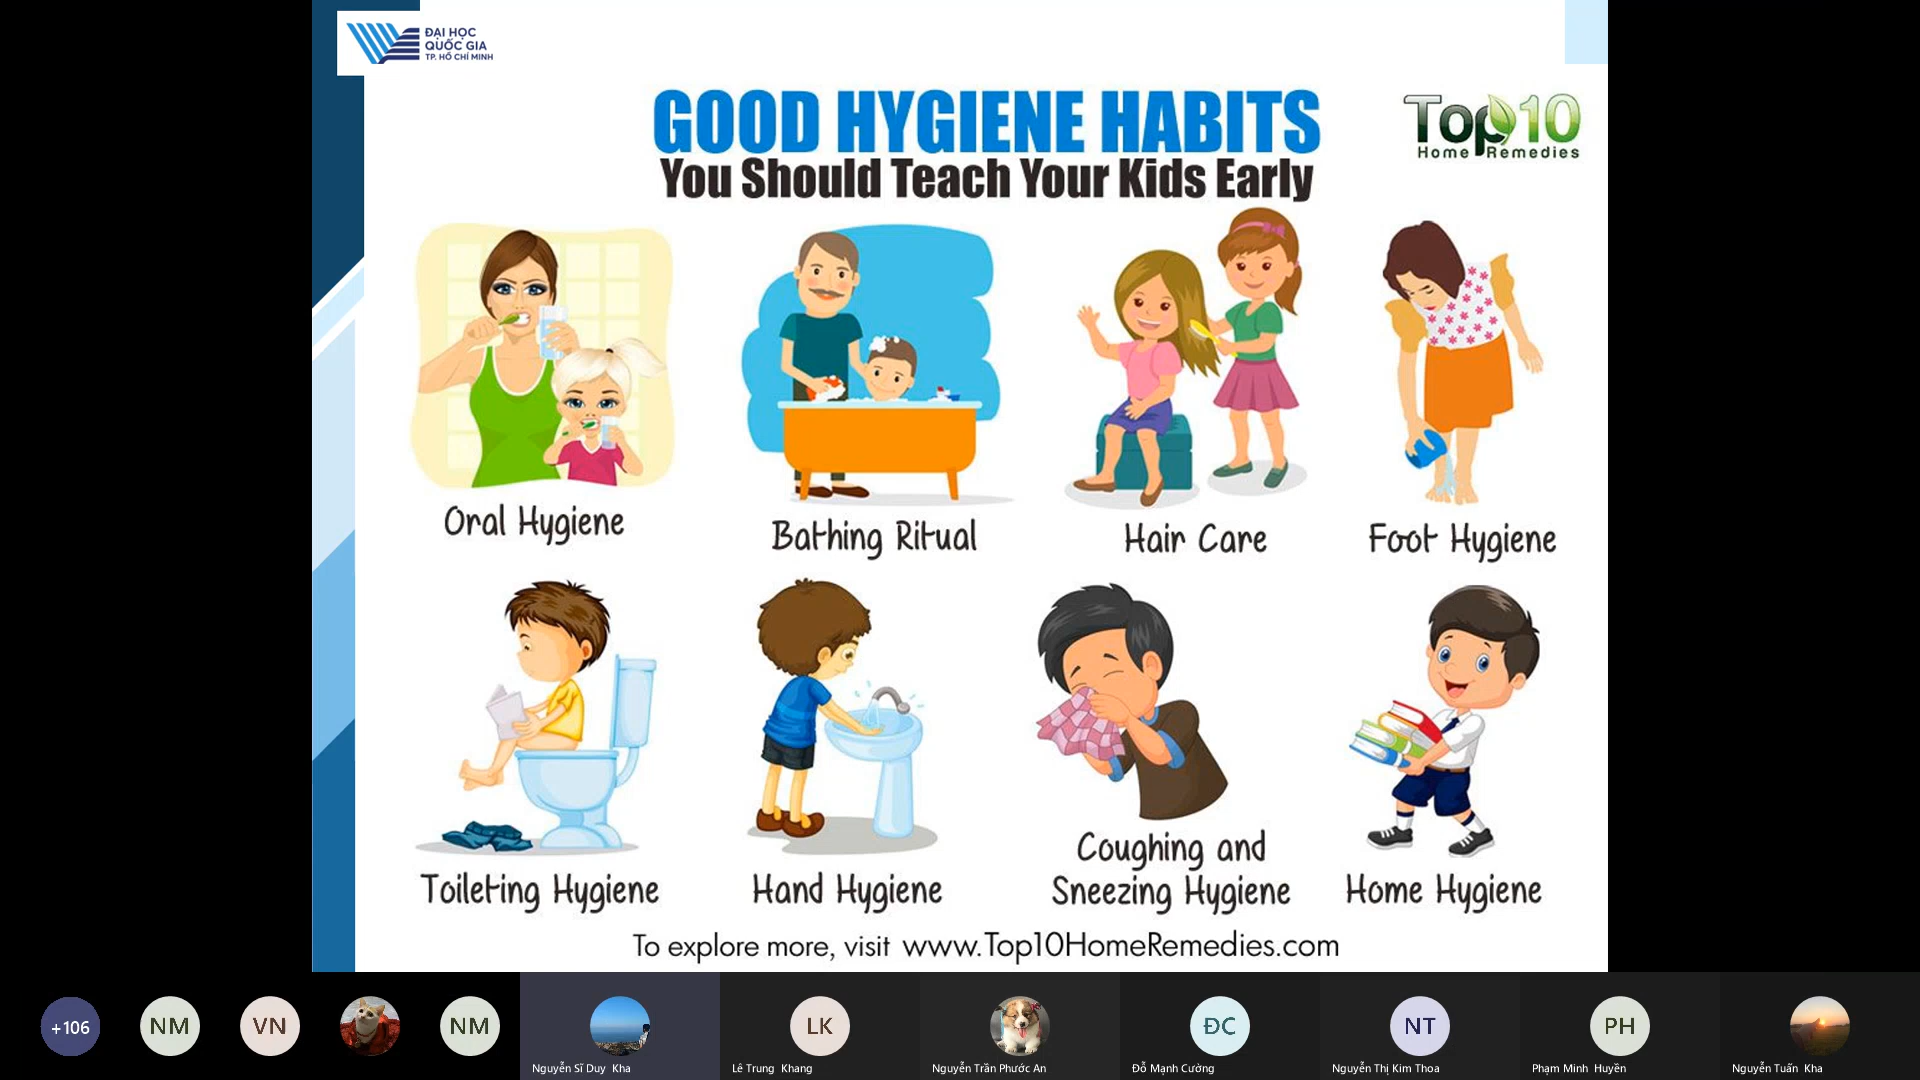 ĐẠI HỌC
QUỐC GIA
TP. HỒ CHÍ MINH
GOOD HYGIENE HABITS
You Should Teach Your Kids Early
Top10
Home Remedies
Oral Hygiene
Bathing Ritual
Hair Care
Foot Hygiene
Toileting Hygiene
Hand Hygiene
Coughing and
Sneezing Hygiene
Home Hygiene
To explore more, visit www.Top10HomeRemedies.com
+106
NM
VN
NM
LK
ĐC
NT
PH
Nguyễn Sĩ Duy Kha
Lê Trung Khang
Nguyễn Trần Phước An
Đỗ Mạnh Cường
Nguyễn Thị Kim Thoa
Phạm Minh Huyền
Nguyễn Tuấn Kha